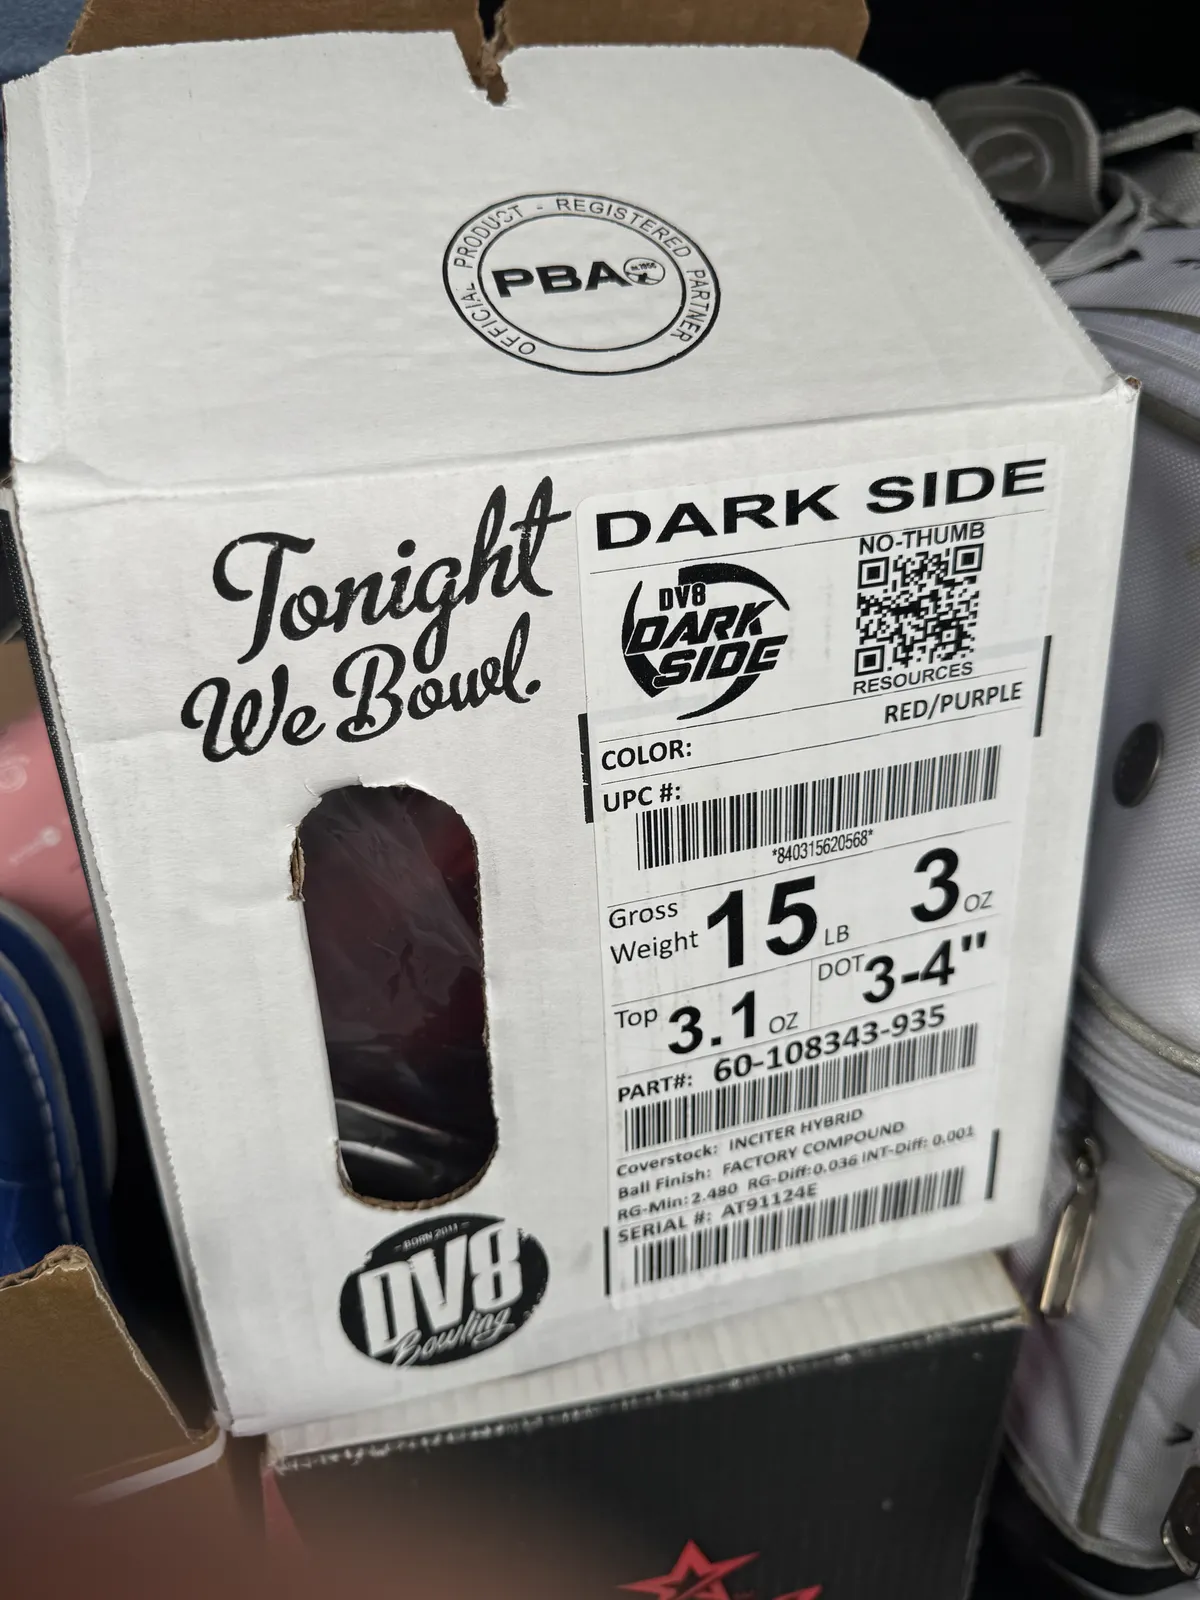 OFFICIAL PRODUCT - REGISTERED PARTNER
PBA
Tonight
We Bowl.
DARK SIDE
NO-THUMB
DV8
DARK
SIDE
RESOURCES
COLOR: RED/PURPLE
UPC #:
*840315620568*
Gross
Weight 15 LB 3 OZ
Top 3.1 OZ DOT 3-4"
PART#: 60-108343-935
Coverstock: INCITER HYBRID
Ball Finish: FACTORY COMPOUND
RG-Min: 2.480 RG-Diff:0.036 INT-Diff: 0.001
SERIAL #: AT91124E
- BORN 2011 -
DV8
Bowling